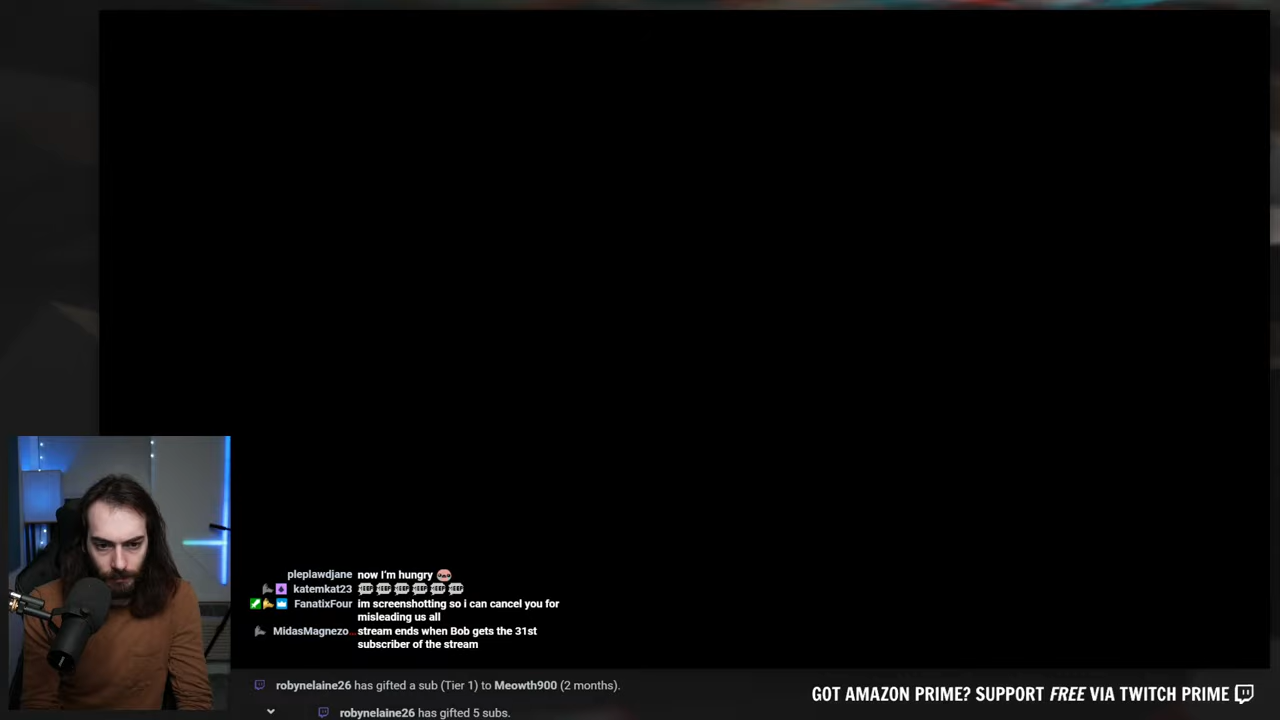 pleplawdjane now I'm hungry
katemkat23
FanatixFour im screenshotting so i can cancel you for
misleading us all
MidasMagnezo... stream ends when Bob gets the 31st
subscriber of the stream
robynelaine26 has gifted a sub (Tier 1) to Meowth900 (2 months).
robynelaine26 has gifted 5 subs.
GOT AMAZON PRIME? SUPPORT FREE VIA TWITCH PRIME